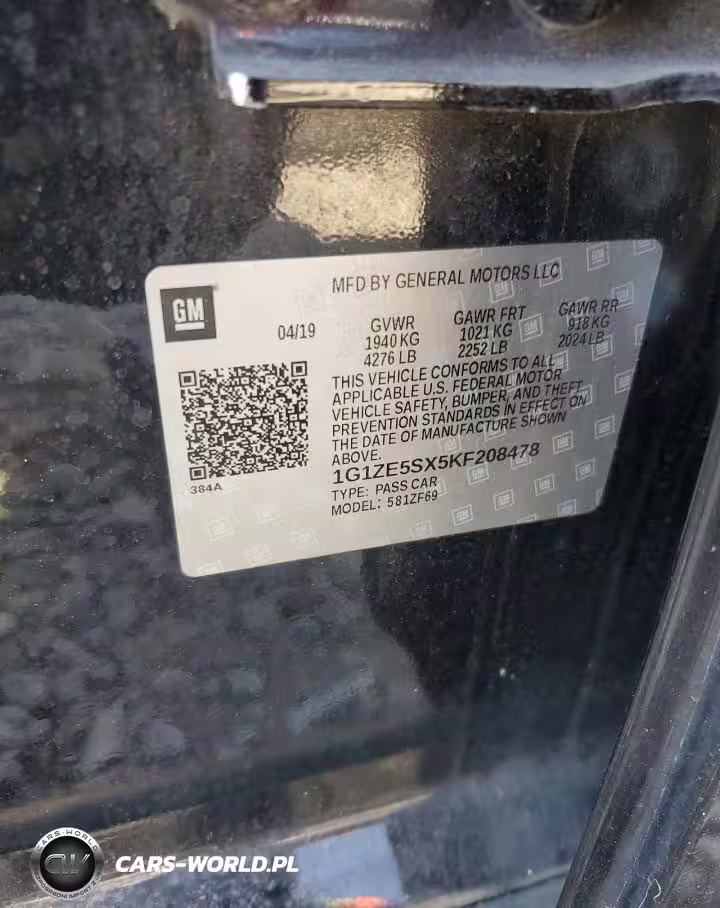 MFD BY GENERAL MOTORS LLC
GM
04/19
GVWR
1940 KG
4276 LB
GAWR FRT
1021 KG
2252 LB
GAWR RR
918 KG
2024 LB
THIS VEHICLE CONFORMS TO ALL
APPLICABLE U.S. FEDERAL MOTOR
VEHICLE SAFETY, BUMPER, AND THEFT
PREVENTION STANDARDS IN EFFECT ON
THE DATE OF MANUFACTURE SHOWN
ABOVE.
384A
1G1ZE5SX5KF208478
TYPE: PASS CAR
MODEL: 581ZF69
CARS-WORLD
CW
CARS-WORLD.PL